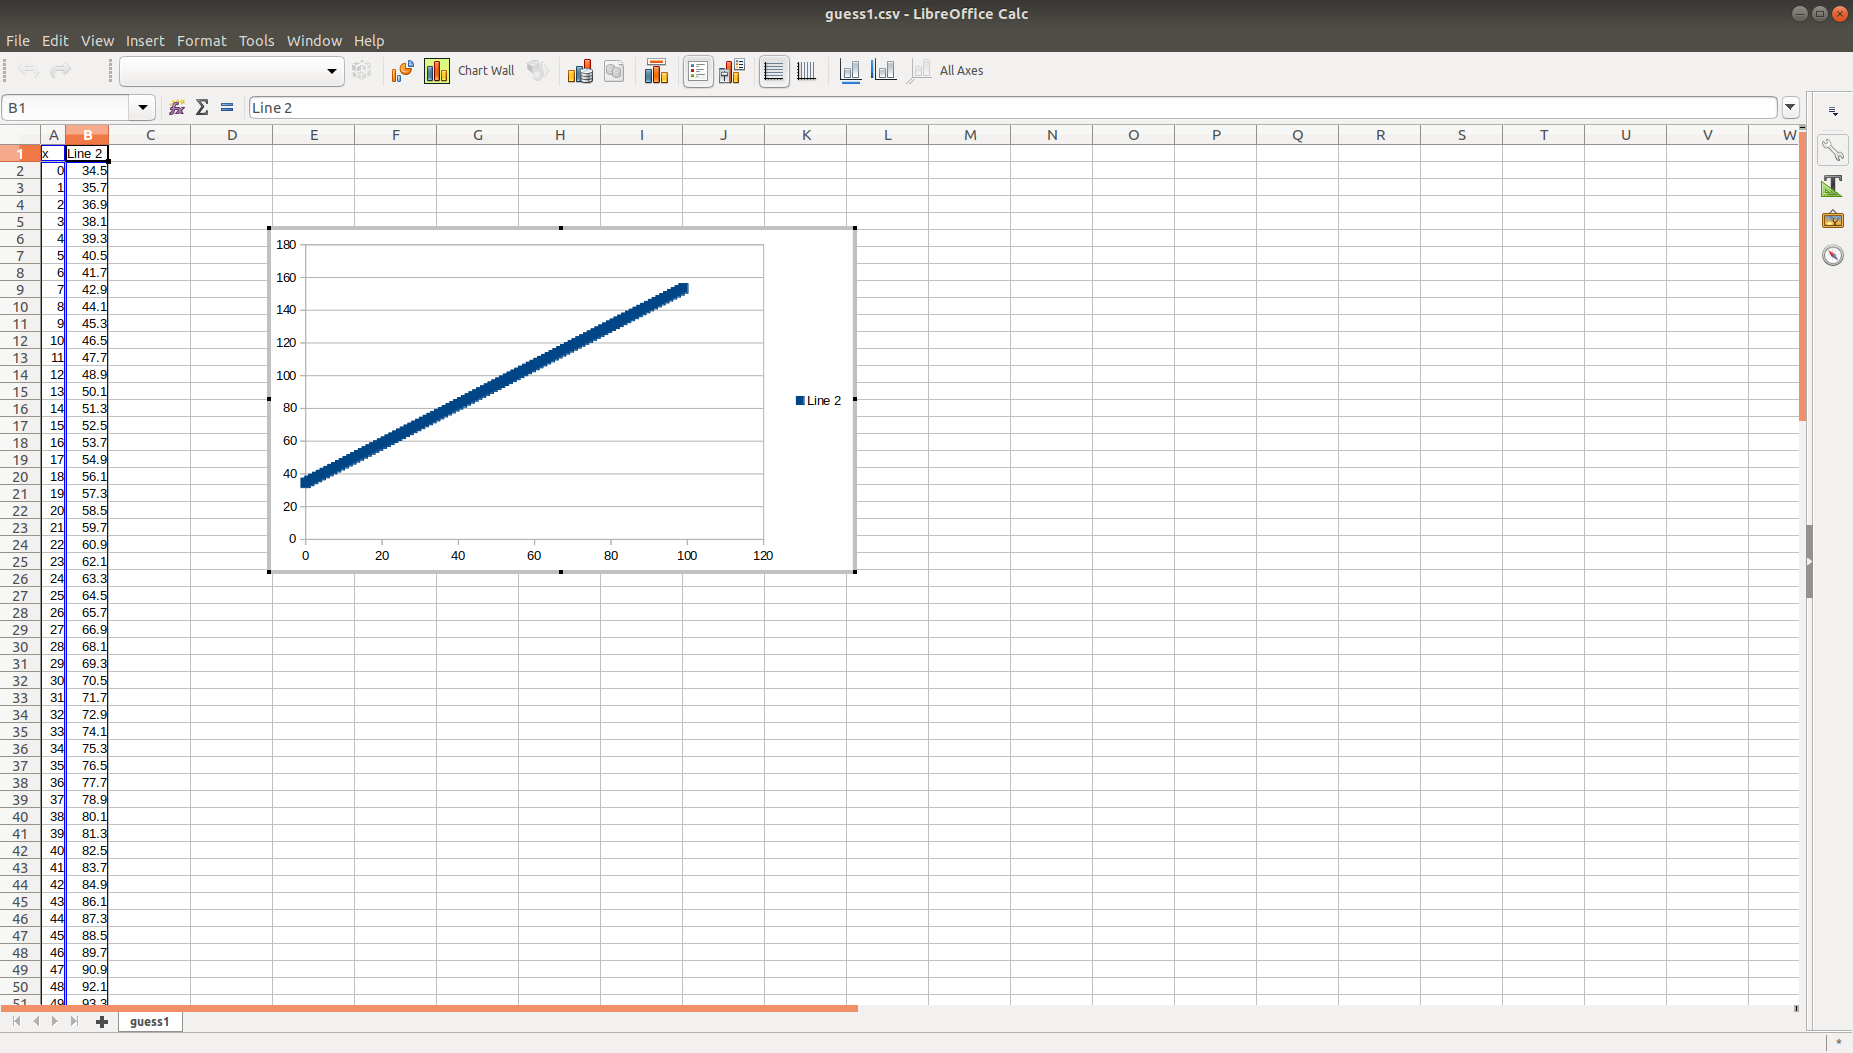 guess1.csv - LibreOffice Calc
File Edit View Insert Format Tools Window Help
Chart Wall All Axes
B1 Line 2
A B C D E F G H I J K L M N O P Q R S T U V W
1 x Line 2
2 0 34.5
3 1 35.7
4 2 36.9
5 3 38.1
6 4 39.3
7 5 40.5
8 6 41.7
9 7 42.9
10 8 44.1
11 9 45.3
12 10 46.5
13 11 47.7
14 12 48.9
15 13 50.1
16 14 51.3
17 15 52.5
18 16 53.7
19 17 54.9
20 18 56.1
21 19 57.3
22 20 58.5
23 21 59.7
24 22 60.9
25 23 62.1
26 24 63.3
27 25 64.5
28 26 65.7
29 27 66.9
30 28 68.1
31 29 69.3
32 30 70.5
33 31 71.7
34 32 72.9
35 33 74.1
36 34 75.3
37 35 76.5
38 36 77.7
39 37 78.9
40 38 80.1
41 39 81.3
42 40 82.5
43 41 83.7
44 42 84.9
45 43 86.1
46 44 87.3
47 45 88.5
48 46 89.7
49 47 90.9
50 48 92.1
51 49 93.3
180
160
140
120
100
80
60
40
20
0
0 20 40 60 80 100 120
Line 2
guess1
*